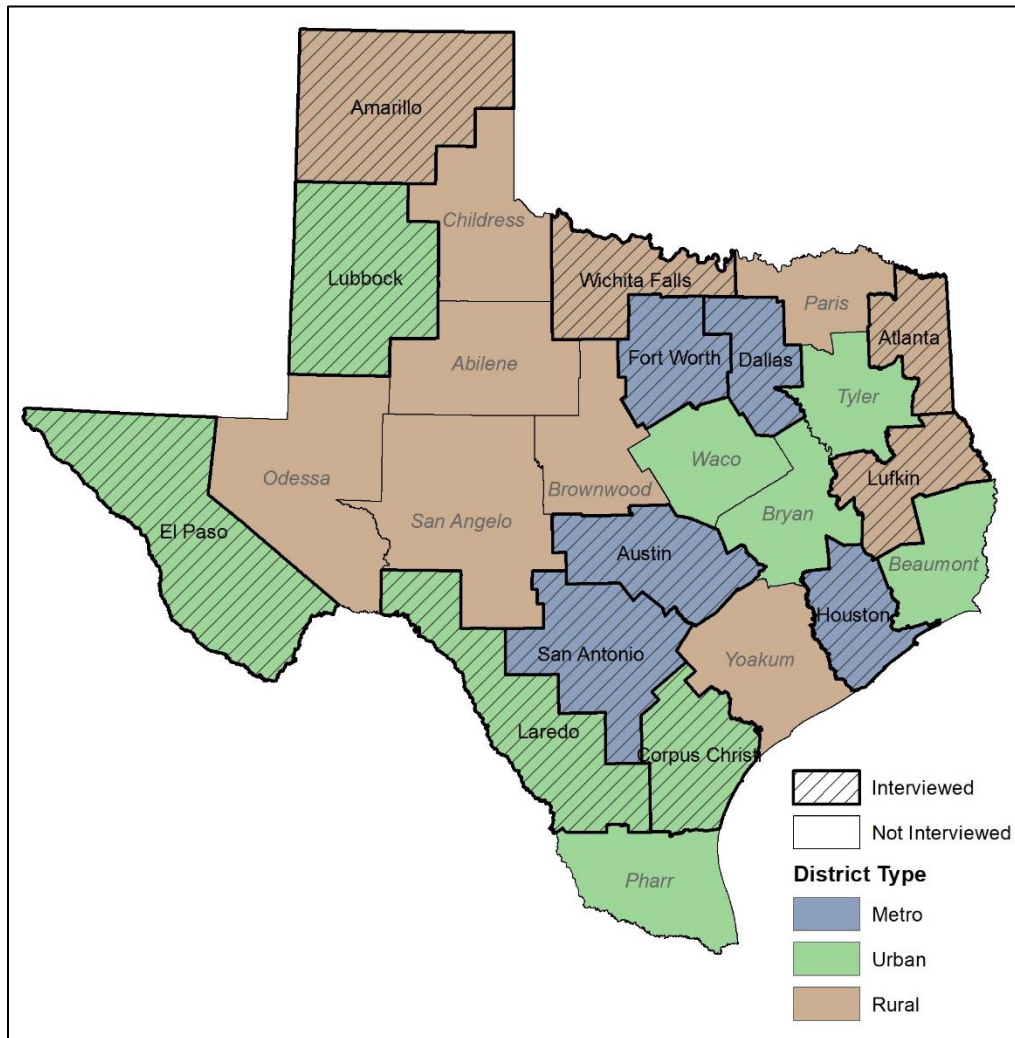 Amarillo
Childress
Lubbock
Wichita Falls
Paris
Atlanta
Fort Worth
Dallas
Abilene
Tyler
Waco
Lufkin
Odessa
Brownwood
San Angelo
Bryan
El Paso
Austin
Beaumont
Houston
San Antonio
Yoakum
Laredo
Corpus Christi
Pharr
Interviewed
Not Interviewed
District Type
Metro
Urban
Rural